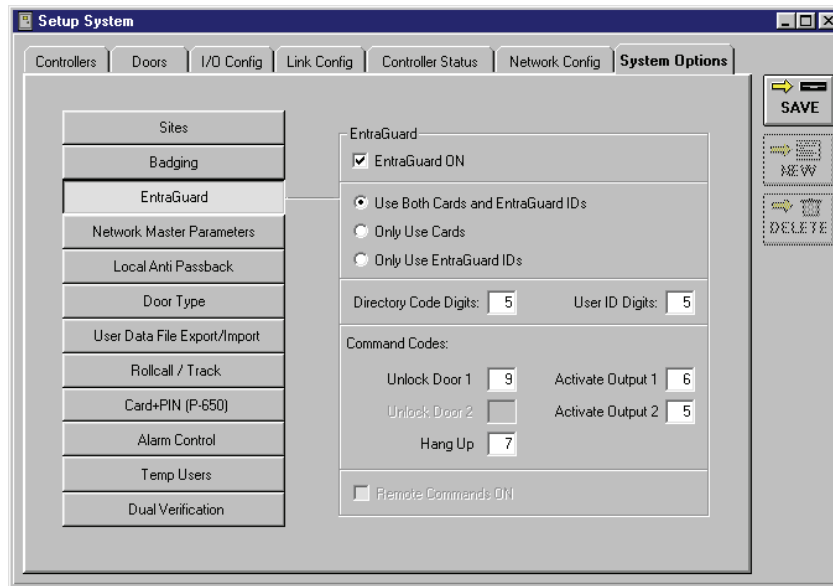 Setup System
Controllers Doors I/O Config Link Config Controller Status Network Config System Options
SAVE
NEW
DELETE
Sites
Badging
EntraGuard
Network Master Parameters
Local Anti Passback
Door Type
User Data File Export/Import
Rollcall / Track
Card+PIN (P-650)
Alarm Control
Temp Users
Dual Verification
EntraGuard
EntraGuard ON
Use Both Cards and EntraGuard IDs
Only Use Cards
Only Use EntraGuard IDs
Directory Code Digits: 5 User ID Digits: 5
Command Codes:
Unlock Door 1 9 Activate Output 1 6
Unlock Door 2 Activate Output 2 5
Hang Up 7
Remote Commands ON